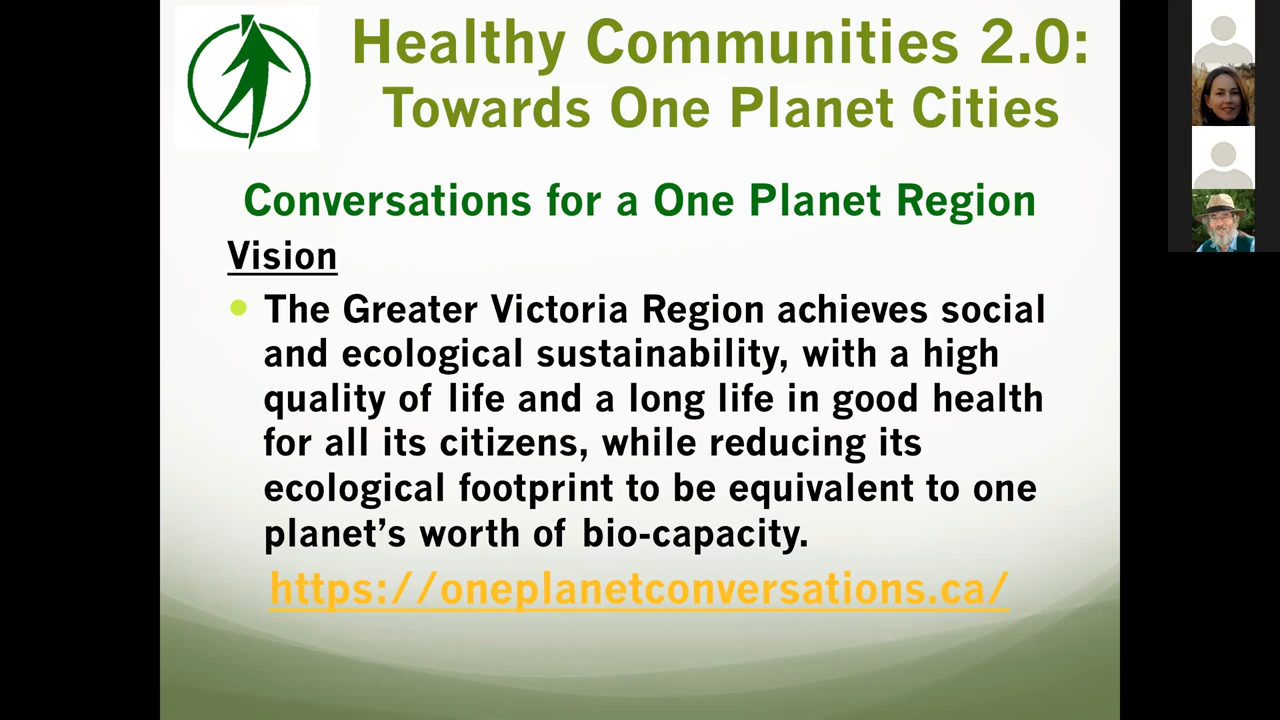 Healthy Communities 2.0:
Towards One Planet Cities
Conversations for a One Planet Region
Vision
The Greater Victoria Region achieves social
and ecological sustainability, with a high
quality of life and a long life in good health
for all its citizens, while reducing its
ecological footprint to be equivalent to one
planet’s worth of bio-capacity.
https://oneplanetconversations.ca/